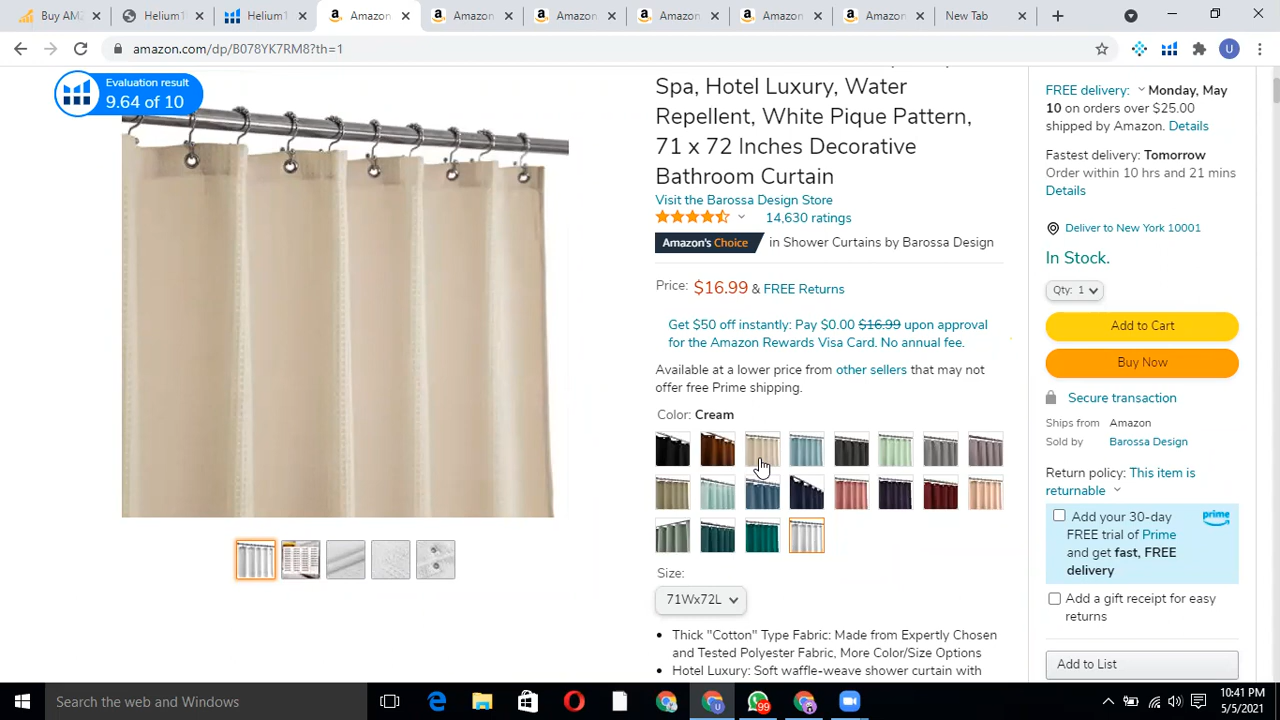 Buy AMZ
Helium1
Helium1
Amazon
Amazon
Amazon
Amazon
Amazon
Amazon
New Tab
amazon.com/dp/B078YK7RM8?th=1
U
Evaluation result
9.64 of 10
Spa, Hotel Luxury, Water
Repellent, White Pique Pattern,
71 x 72 Inches Decorative
Bathroom Curtain
Visit the Barossa Design Store
14,630 ratings
Amazon's Choice in Shower Curtains by Barossa Design
Price: $16.99 & FREE Returns
Get $50 off instantly: Pay $0.00 $16.99 upon approval
for the Amazon Rewards Visa Card. No annual fee.
Available at a lower price from other sellers that may not
offer free Prime shipping.
Color: Cream
Size:
71Wx72L
• Thick "Cotton" Type Fabric: Made from Expertly Chosen
and Tested Polyester Fabric, More Color/Size Options
• Hotel Luxury: Soft waffle-weave shower curtain with
FREE delivery: Monday, May
10 on orders over $25.00
shipped by Amazon. Details
Fastest delivery: Tomorrow
Order within 10 hrs and 21 mins
Details
Deliver to New York 10001
In Stock.
Qty: 1
Add to Cart
Buy Now
Secure transaction
Ships from Amazon
Sold by Barossa Design
Return policy: This item is
returnable
Add your 30-day
FREE trial of Prime
and get fast, FREE
delivery
prime
Add a gift receipt for easy
returns
Add to List
Search the web and Windows
U
99
10:41 PM
5/5/2021